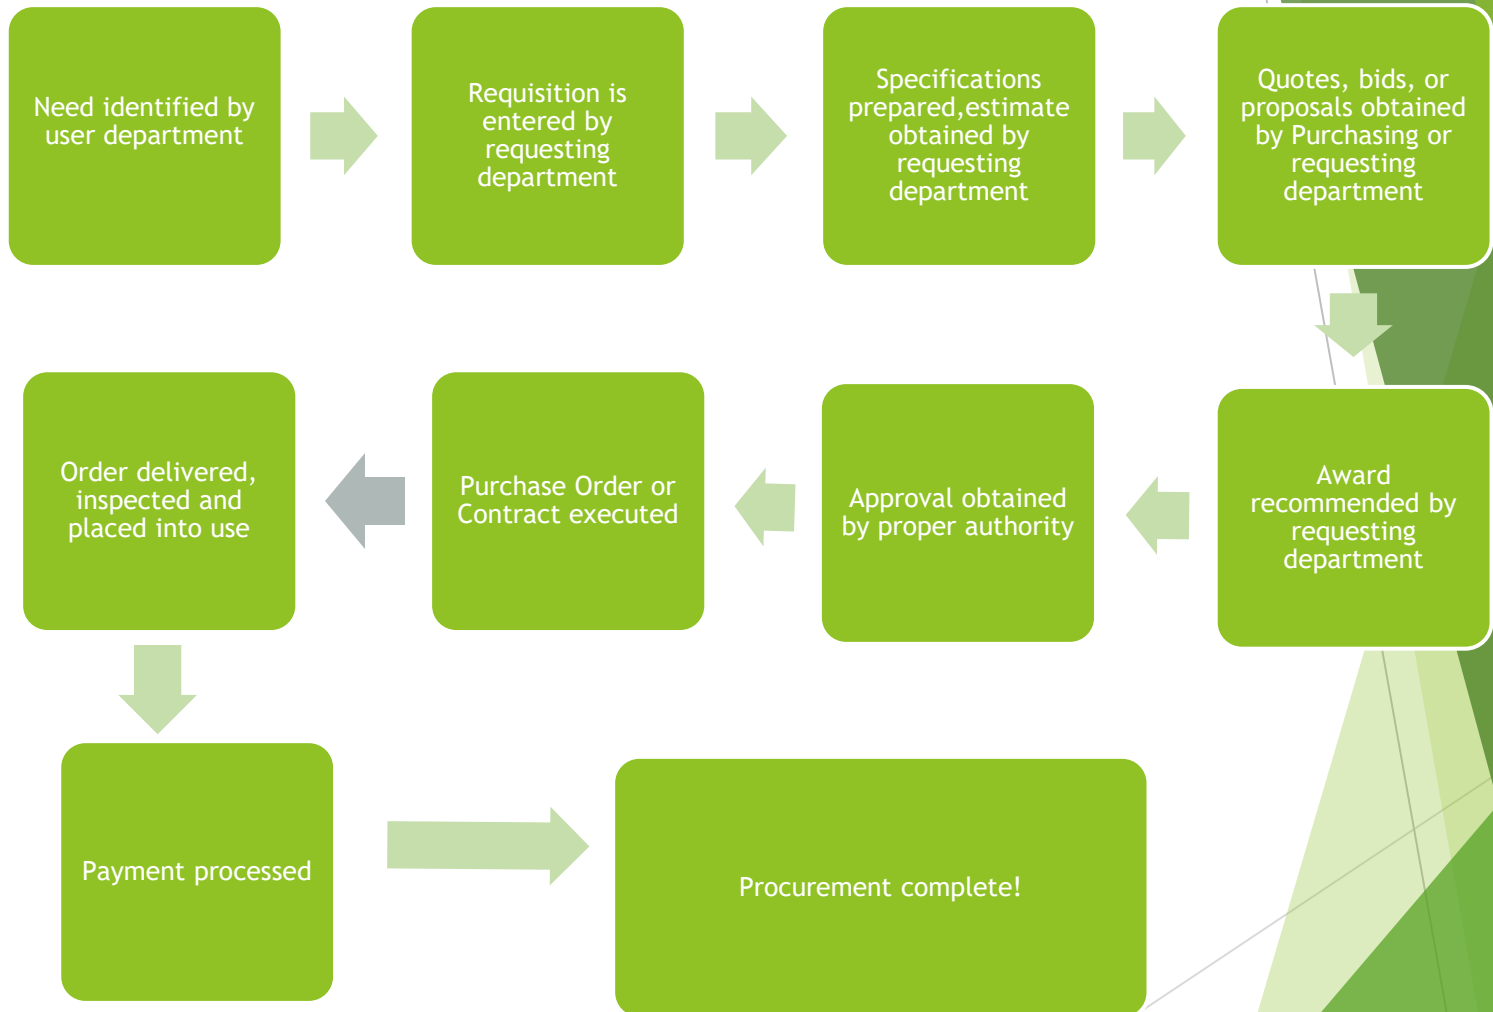 Need identified by
user department
Requisition is
entered by
requesting
department
Specifications
prepared,estimate
obtained by
requesting
department
Quotes, bids, or
proposals obtained
by Purchasing or
requesting
department
Award
recommended by
requesting
department
Approval obtained
by proper authority
Purchase Order or
Contract executed
Order delivered,
inspected and
placed into use
Payment processed
Procurement complete!